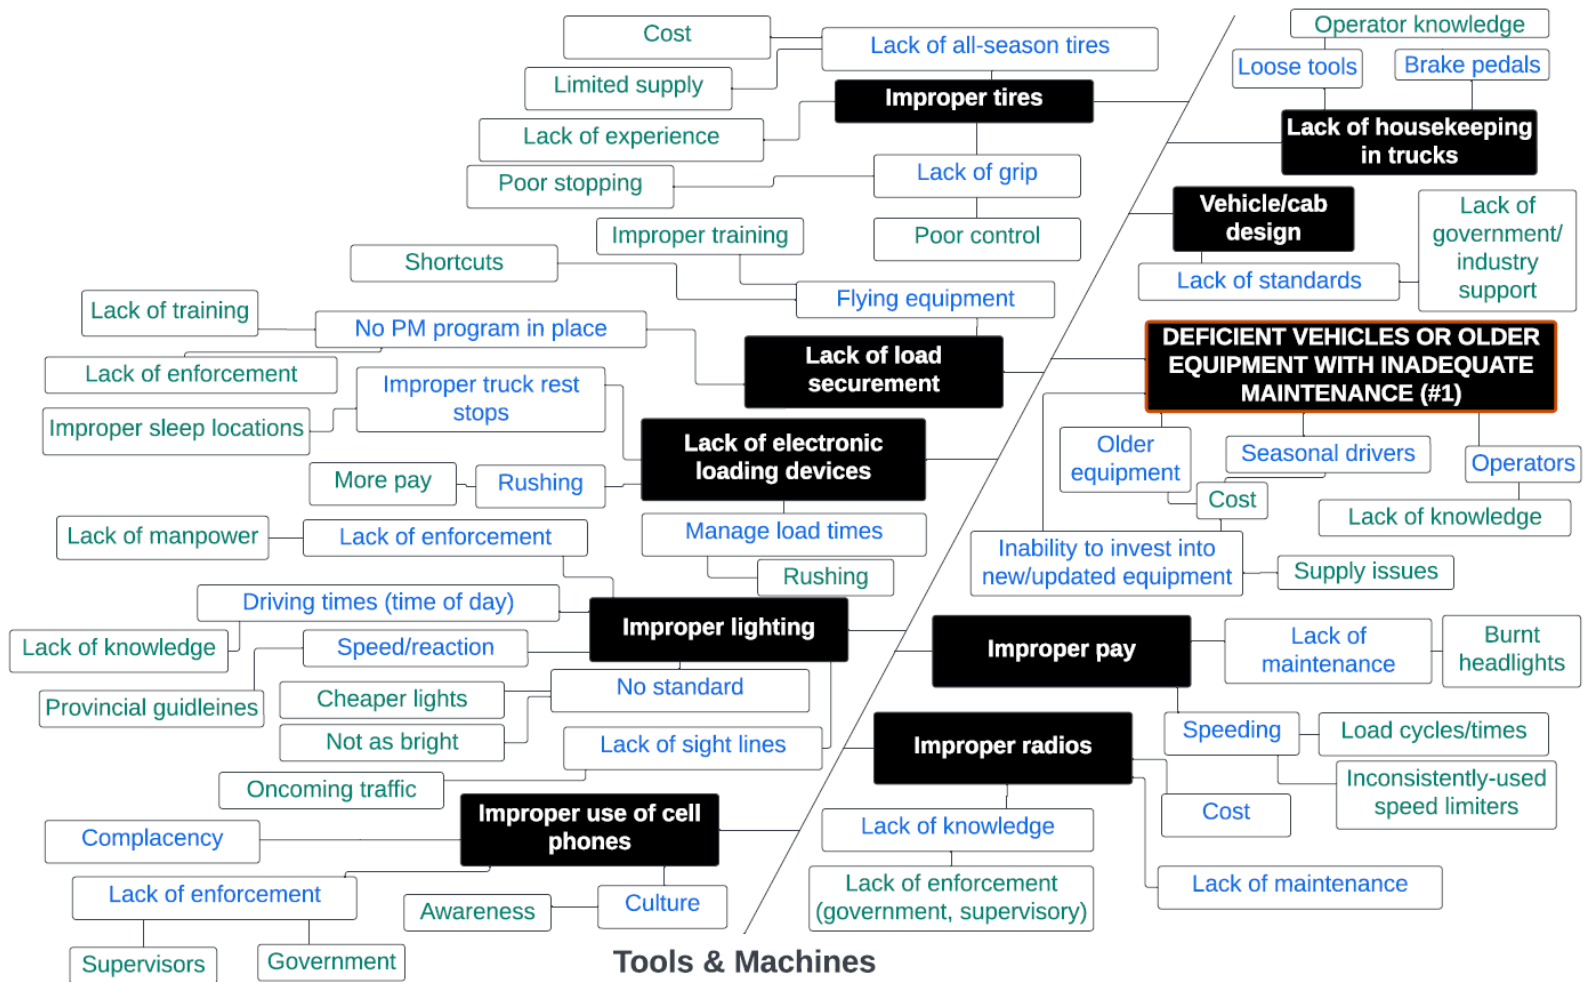 Cost
Lack of all-season tires
Limited supply
Improper tires
Lack of experience
Lack of grip
Poor stopping
Poor control
Improper training
Shortcuts
Flying equipment
Lack of training
No PM program in place
Lack of enforcement
Lack of load
securement
Improper truck rest
stops
Improper sleep locations
Lack of electronic
loading devices
More pay
Rushing
Manage load times
Rushing
Lack of manpower
Lack of enforcement
Driving times (time of day)
Improper lighting
Lack of knowledge
Speed/reaction
Provincial guidleines
No standard
Cheaper lights
Not as bright
Lack of sight lines
Oncoming traffic
Improper use of cell
phones
Complacency
Lack of enforcement
Culture
Awareness
Supervisors
Government
Operator knowledge
Loose tools
Brake pedals
Lack of housekeeping
in trucks
Vehicle/cab
design
Lack of
government/
industry
support
Lack of standards
DEFICIENT VEHICLES OR OLDER
EQUIPMENT WITH INADEQUATE
MAINTENANCE (#1)
Older
equipment
Seasonal drivers
Operators
Cost
Lack of knowledge
Inability to invest into
new/updated equipment
Supply issues
Improper pay
Lack of
maintenance
Burnt
headlights
Speeding
Load cycles/times
Inconsistently-used
speed limiters
Improper radios
Cost
Lack of knowledge
Lack of enforcement
(government, supervisory)
Lack of maintenance
Tools & Machines